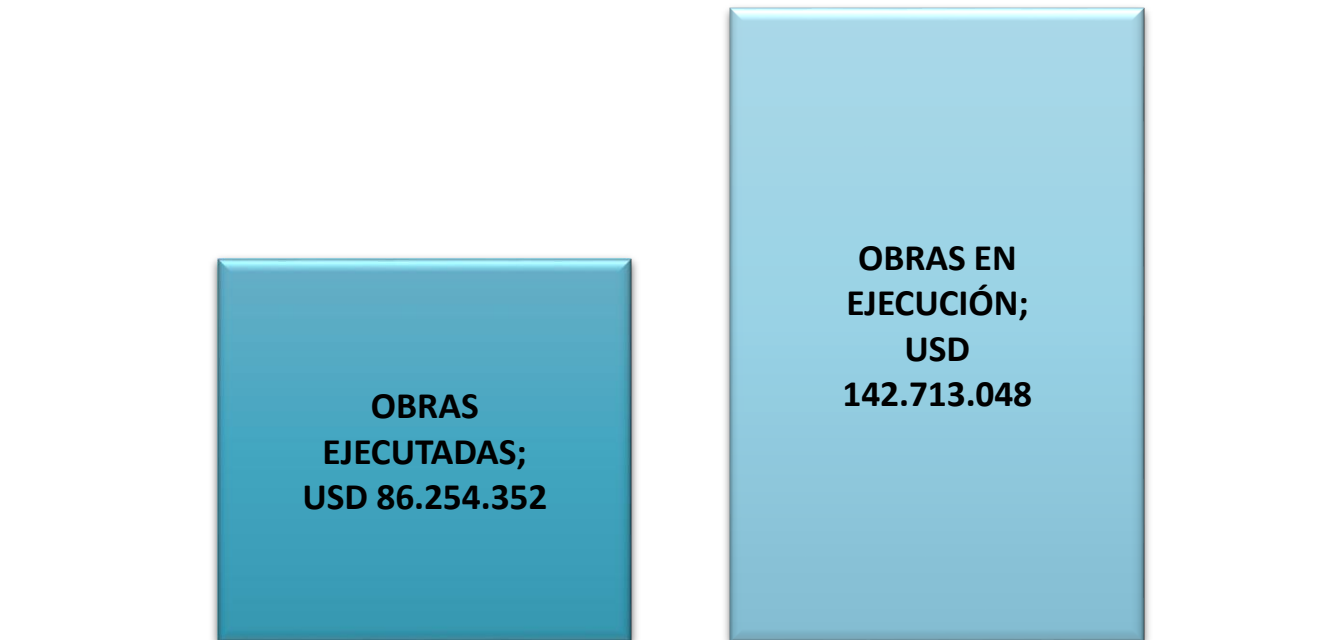 OBRAS
EJECUTADAS;
USD 86.254.352
OBRAS EN
EJECUCIÓN;
USD
142.713.048